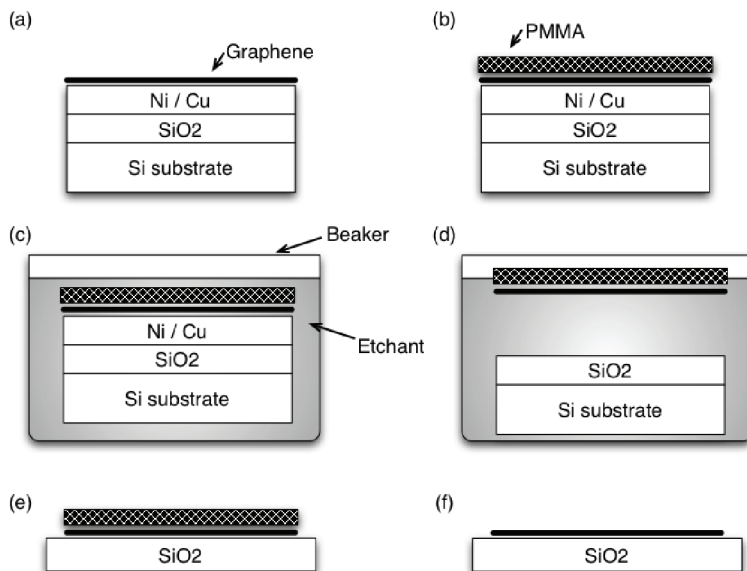 (a)
Graphene
Ni / Cu
SiO2
Si substrate
(b)
PMMA
Ni / Cu
SiO2
Si substrate
(c)
Beaker
Ni / Cu
Etchant
SiO2
Si substrate
(d)
SiO2
Si substrate
(e)
SiO2
(f)
SiO2